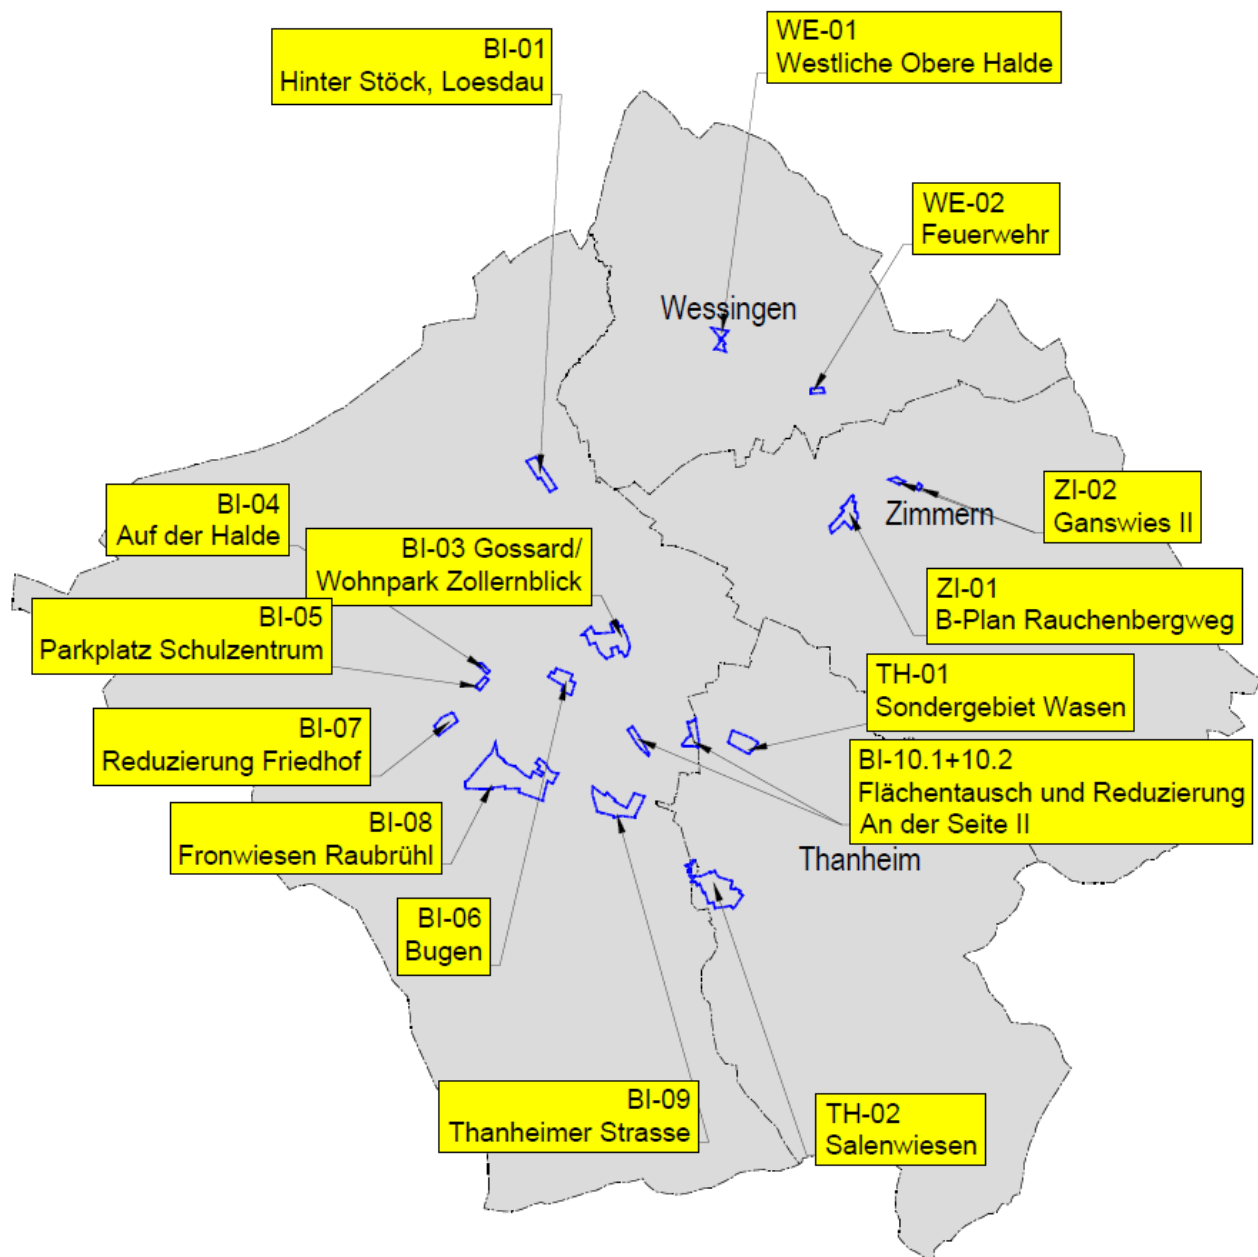 WE-01
Westliche Obere Halde
BI-01
Hinter Stöck, Loesdau
WE-02
Feuerwehr
Wessingen
BI-04
Auf der Halde
ZI-02
Ganswies II
Zimmern
BI-03 Gossard/
Wohnpark Zollernblick
ZI-01
B-Plan Rauchenbergweg
BI-05
Parkplatz Schulzentrum
TH-01
Sondergebiet Wasen
BI-07
Reduzierung Friedhof
BI-10.1+10.2
Flächentausch und Reduzierung
An der Seite II
BI-08
Fronwiesen Raubrühl
Thanheim
BI-06
Bugen
BI-09
Thanheimer Strasse
TH-02
Salenwiesen